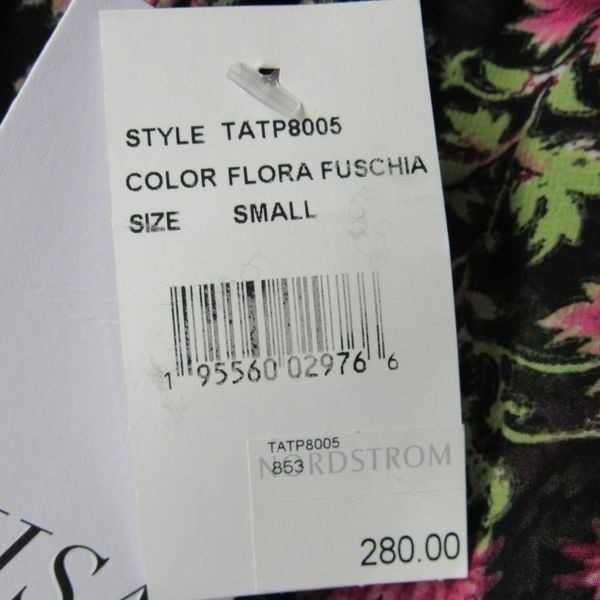 STYLE TATP8005
COLOR FLORA FUSCHIA
SIZE SMALL
1 95560 02976 6
TATP8005
853
NORDSTROM
280.00